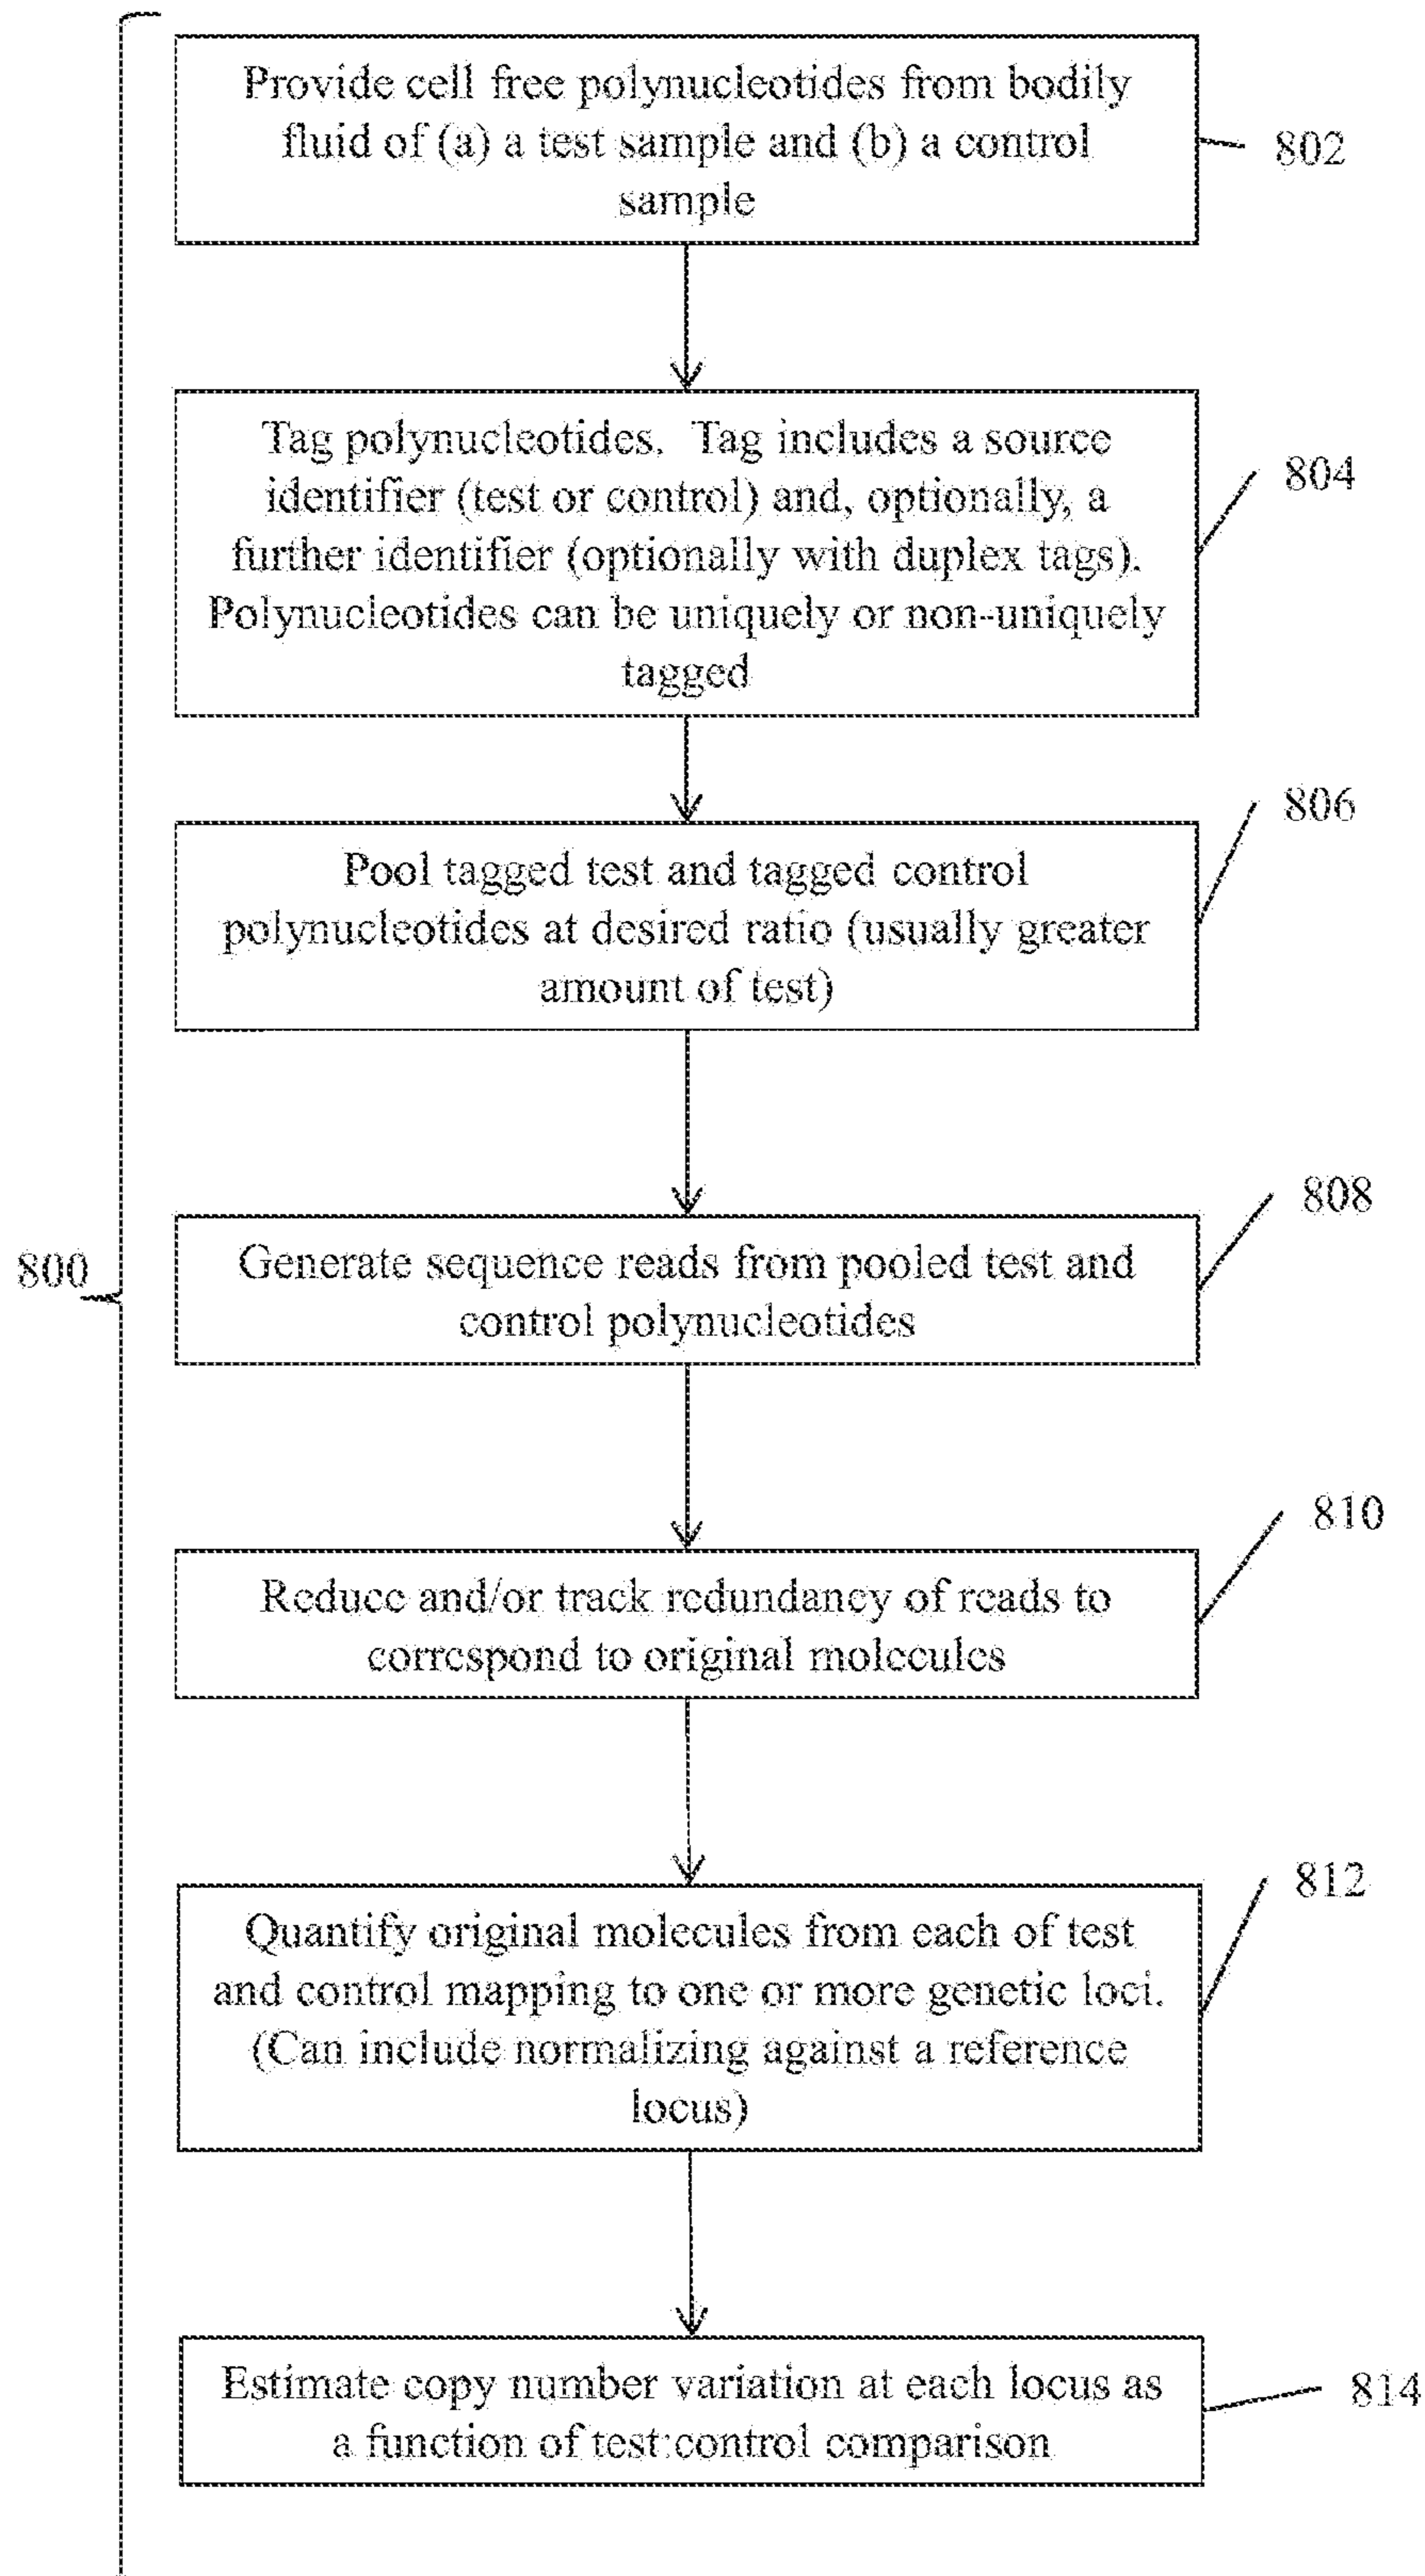 Provide cell free polynucleotides from bodily
fluid of (a) a test sample and (b) a control
sample
802
Tag polynucleotides. Tag includes a source
identifier (test or control) and, optionally, a
further identifier (optionally with duplex tags).
Polynucleotides can be uniquely or non-uniquely
tagged
804
Pool tagged test and tagged control
polynucleotides at desired ratio (usually greater
amount of test)
806
Generate sequence reads from pooled test and
control polynucleotides
808
800
Reduce and/or track redundancy of reads to
correspond to original molecules
810
Quantify original molecules from each of test
and control mapping to one or more genetic loci.
(Can include normalizing against a reference
locus)
812
Estimate copy number variation at each locus as
a function of test:control comparison
814